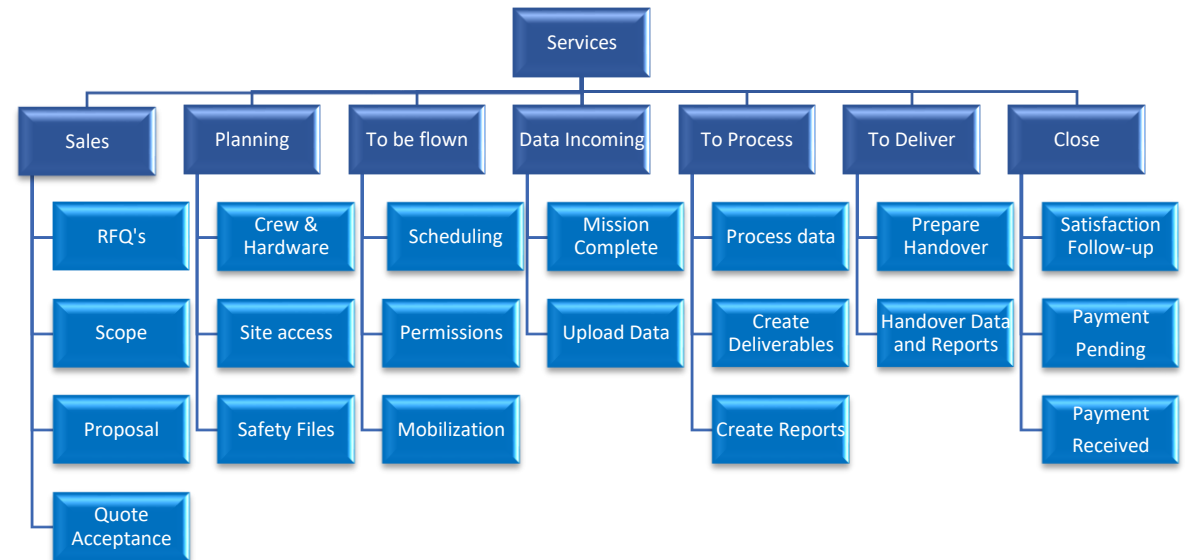 Services
Sales
Planning
To be flown
Data Incoming
To Process
To Deliver
Close
RFQ's
Crew &
Hardware
Scheduling
Mission
Complete
Process data
Prepare
Handover
Satisfaction
Follow-up
Scope
Site access
Permissions
Upload Data
Create
Deliverables
Handover Data
and Reports
Payment
Pending
Proposal
Safety Files
Mobilization
Create Reports
Payment
Received
Quote
Acceptance